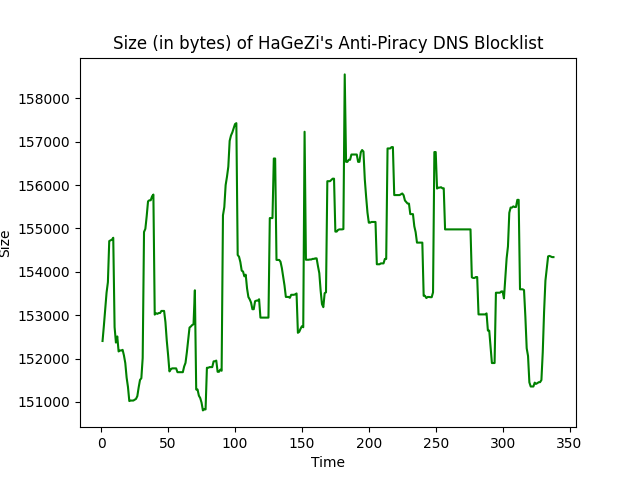 Size (in bytes) of HaGeZi's Anti-Piracy DNS Blocklist
158000
157000
156000
155000
154000
153000
152000
151000
Size
0 50 100 150 200 250 300 350
Time